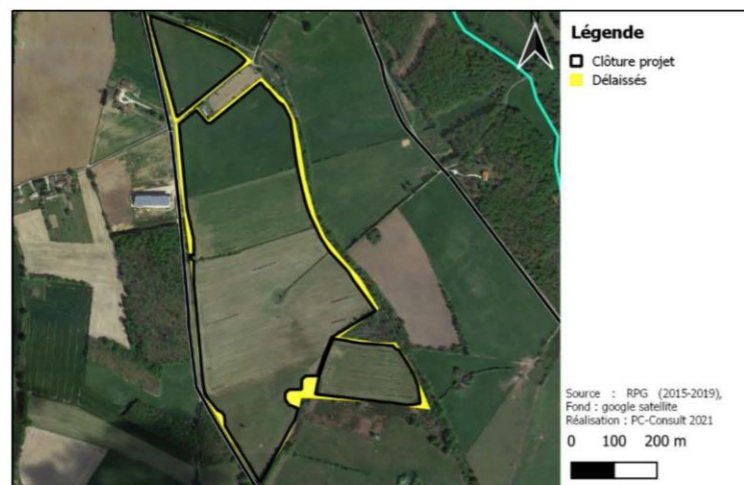 Légende
Clôture projet
Délaissés
Source : RPG (2015-2019),
Fond : google satellite
Réalisation : PC-Consult 2021
0 100 200 m